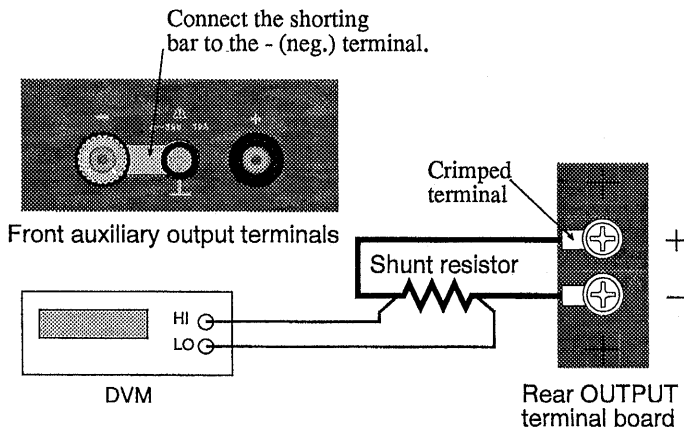 Connect the shorting
bar to the - (neg.) terminal.
-
+
Front auxiliary output terminals
Crimped
terminal
+
Shunt resistor
-
HI
LO
DVM
Rear OUTPUT
terminal board